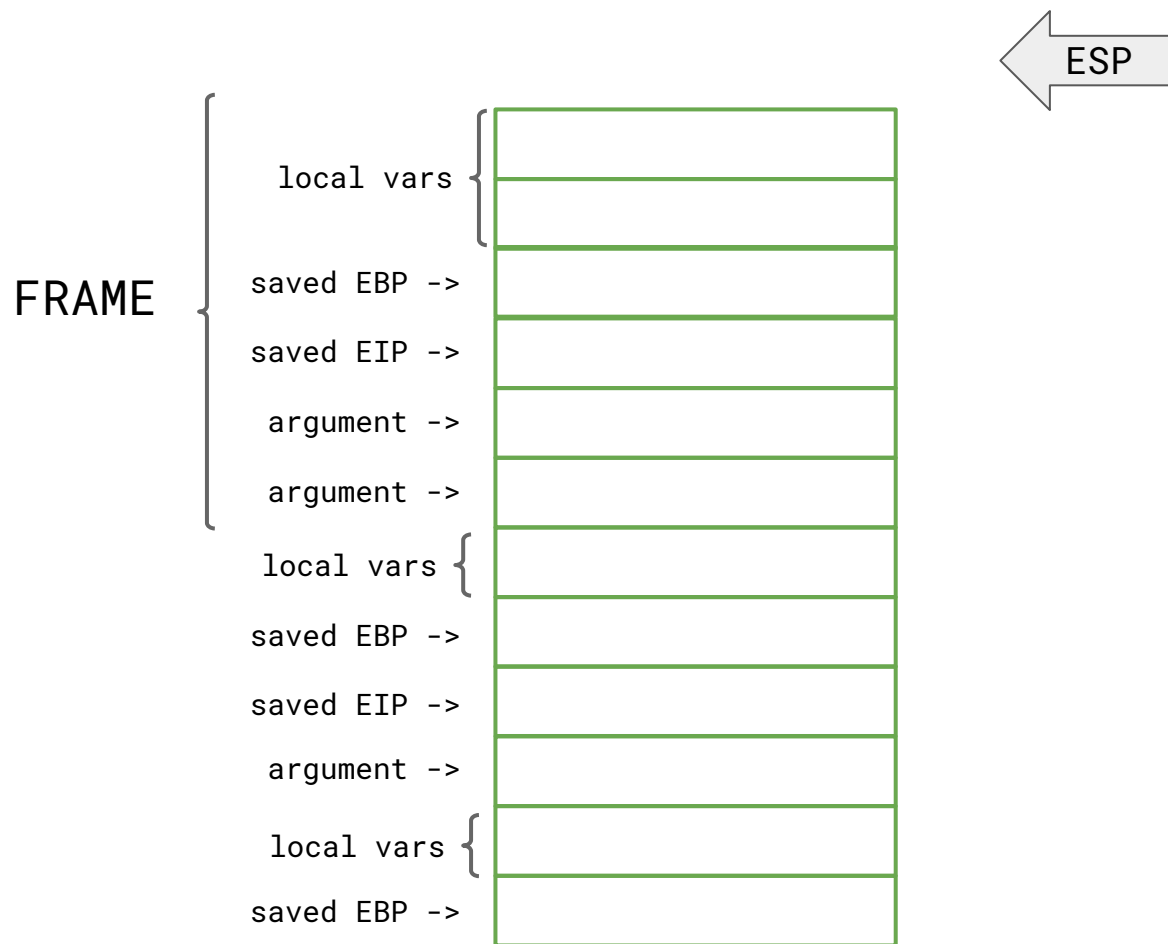 ESP
local vars
saved EBP ->
FRAME
saved EIP ->
argument ->
argument ->
local vars
saved EBP ->
saved EIP ->
argument ->
local vars
saved EBP ->